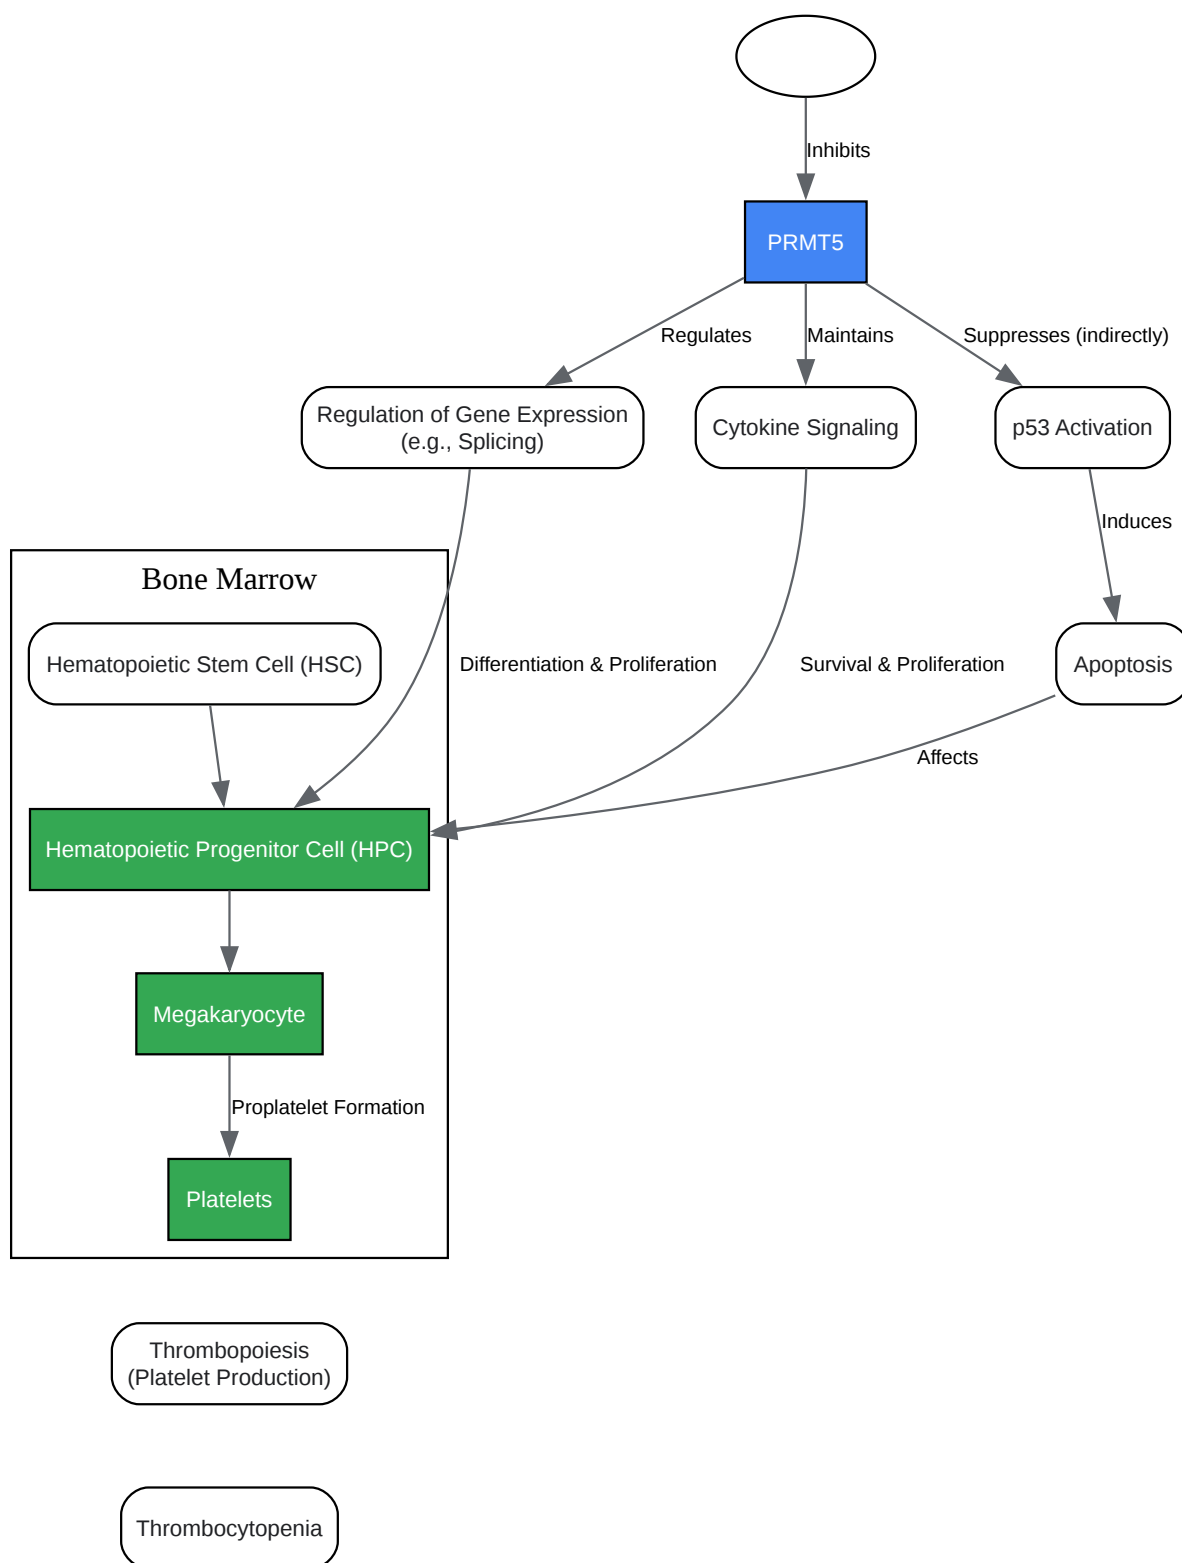 Inhibits
PRMT5
Regulates
Maintains
Suppresses (indirectly)
Regulation of Gene Expression
(e.g., Splicing)
Cytokine Signaling
p53 Activation
Induces
Bone Marrow
Hematopoietic Stem Cell (HSC)
Differentiation & Proliferation
Survival & Proliferation
Apoptosis
Affects
Hematopoietic Progenitor Cell (HPC)
Megakaryocyte
Proplatelet Formation
Platelets
Thrombopoiesis
(Platelet Production)
Thrombocytopenia